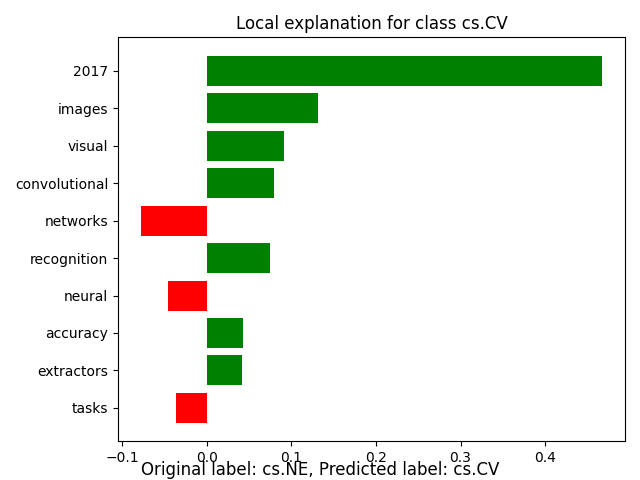 Local explanation for class cs.CV
2017
images
visual
convolutional
networks
recognition
neural
accuracy
extractors
tasks
−0.1 0.0 0.1 0.2 0.3 0.4
Original label: cs.NE, Predicted label: cs.CV